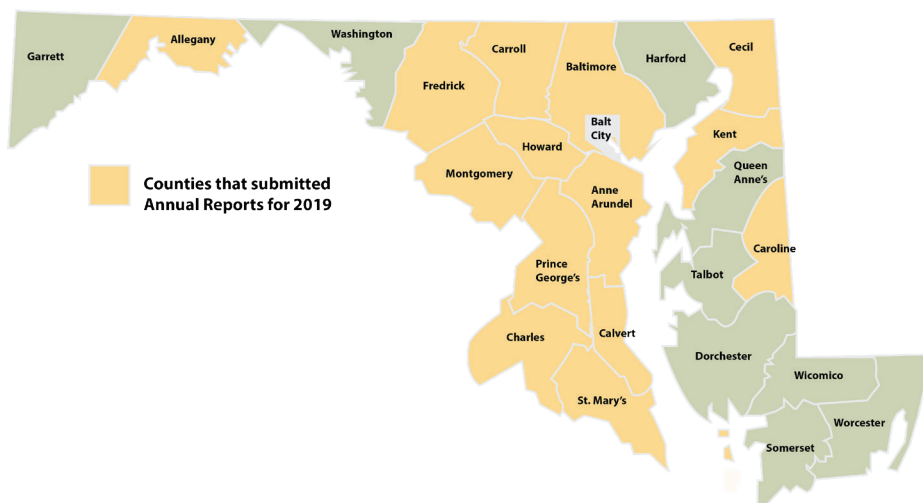 Garrett
Allegany
Washington
Fredrick
Carroll
Baltimore
Harford
Cecil
Balt
City
Kent
Howard
Montgomery
Queen
Anne's
Anne
Arundel
Counties that submitted
Annual Reports for 2019
Caroline
Talbot
Prince
George's
Charles
Calvert
Dorchester
Wicomico
St. Mary's
Worcester
Somerset